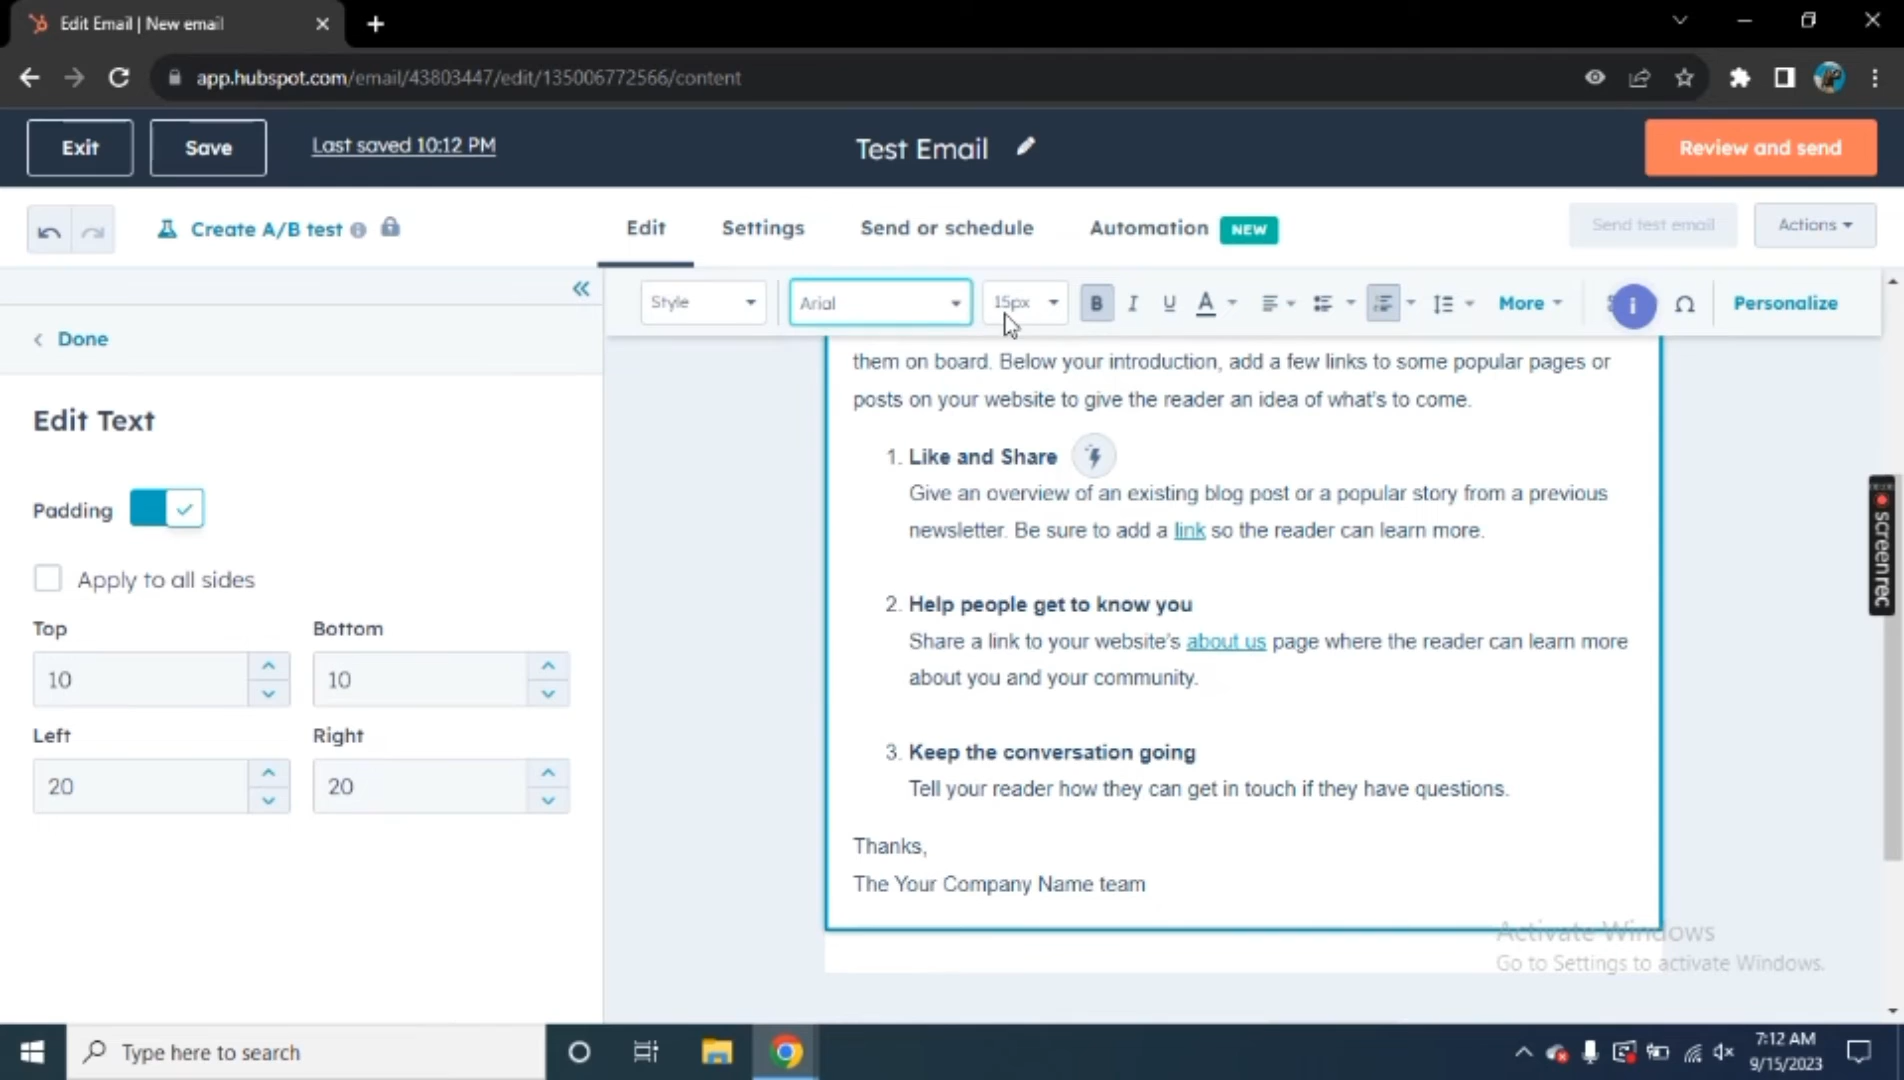 Edit Email | New email
app.hubspot.com/email/43803447/edit/135006772566/content
Exit
Save
Last saved 10:12 PM
Test Email
Review and send
Create A/B test
Edit
Settings
Send or schedule
Automation
NEW
Send test email
Actions
Style
Arial
15px
B
I
U
A
More
Ω
Personalize
Done
Edit Text
Padding
Apply to all sides
Top
Bottom
10
10
Left
Right
20
20
them on board. Below your introduction, add a few links to some popular pages or
posts on your website to give the reader an idea of what's to come.
1. Like and Share
Give an overview of an existing blog post or a popular story from a previous
newsletter. Be sure to add a link so the reader can learn more.
2. Help people get to know you
Share a link to your website's about us page where the reader can learn more
about you and your community.
3. Keep the conversation going
Tell your reader how they can get in touch if they have questions.
Thanks,
The Your Company Name team
screenrec
Activate Windows
Go to Settings to activate Windows.
Type here to search
7:12 AM
9/15/2023